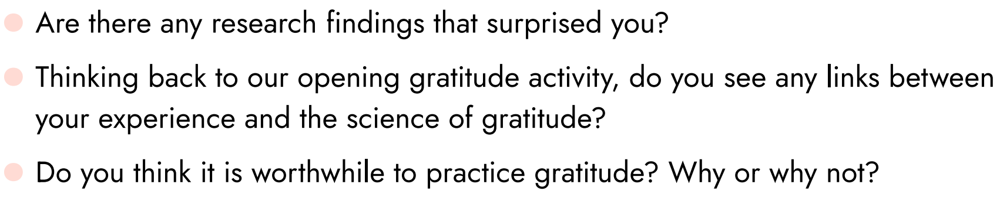 Are there any research findings that surprised you?
Thinking back to our opening gratitude activity, do you see any links between
your experience and the science of gratitude?
Do you think it is worthwhile to practice gratitude? Why or why not?